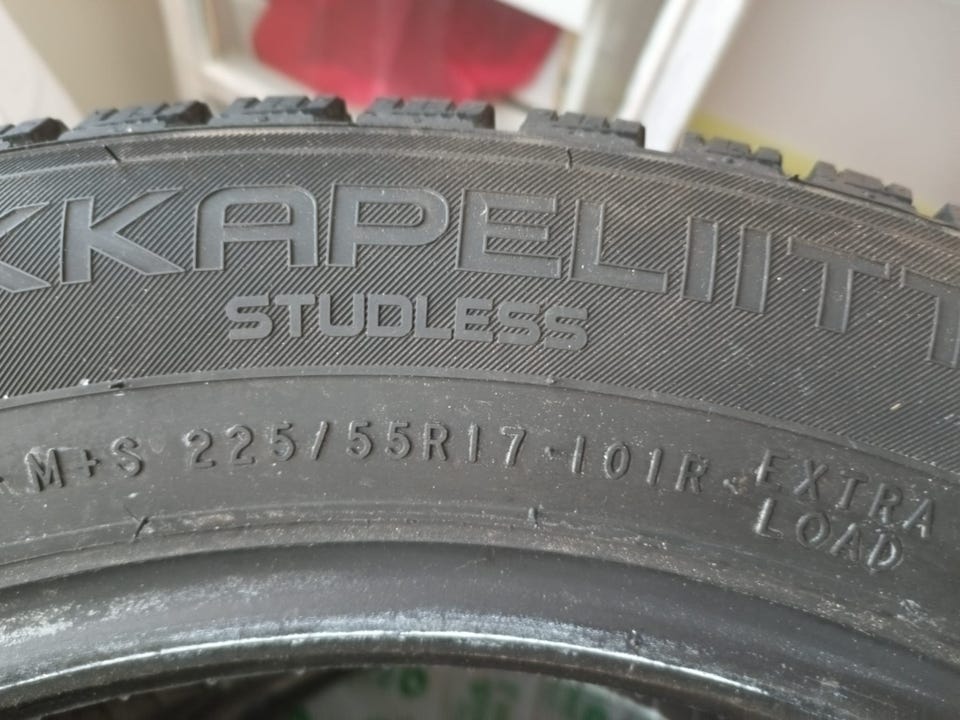 KKAPELIITT
STUDLESS
M+S 225/55R17 101R EXTRA
LOAD